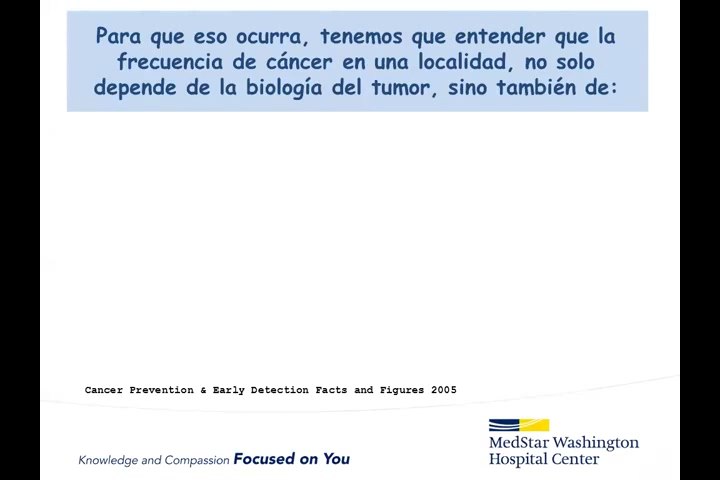 Para que eso ocurra, tenemos que entender que la
frecuencia de cáncer en una localidad, no solo
depende de la biología del tumor, sino también de:
Cancer Prevention & Early Detection Facts and Figures 2005
MedStar Washington
Hospital Center
Knowledge and Compassion Focused on You